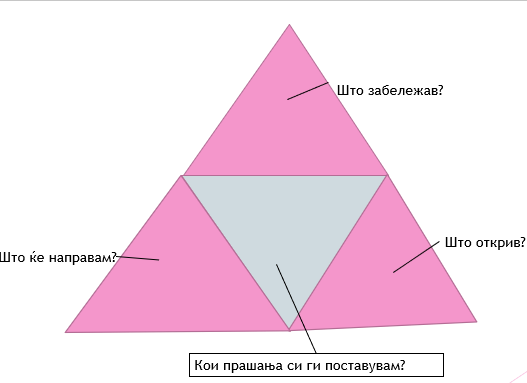 Што забележав?
Што открив?
Што ќе направам?
Кои прашања си ги поставувам?